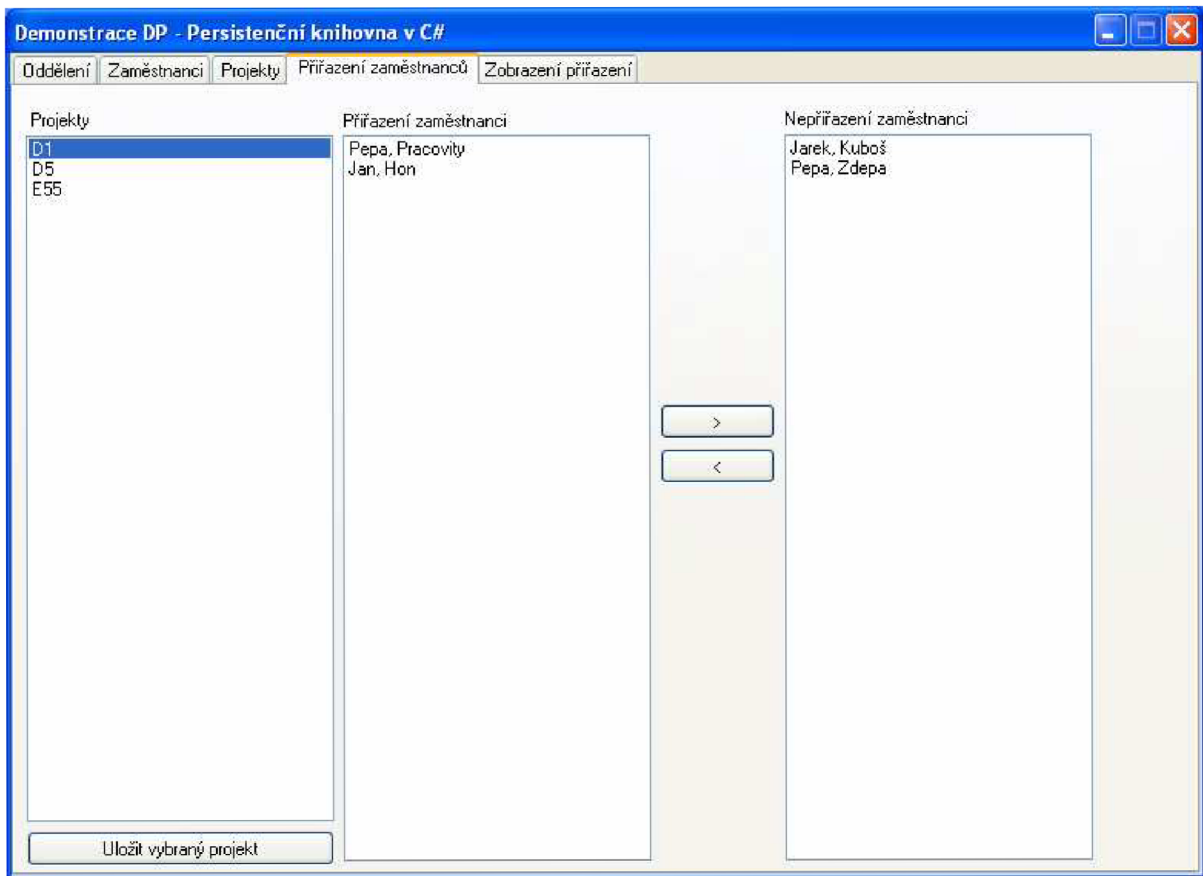 Demonstrace DP - Persistenční knihovna v C#
Oddělení Zaměstnanci Projekty Přiřazení zaměstnanců Zobrazení přiřazení
Projekty
D1
D5
E55
Uložit vybraný projekt
Přiřazení zaměstnanci
Pepa, Pracovity
Jan, Hon
>
<
Nepřiřazení zaměstnanci
Jarek, Kuboš
Pepa, Zdepa